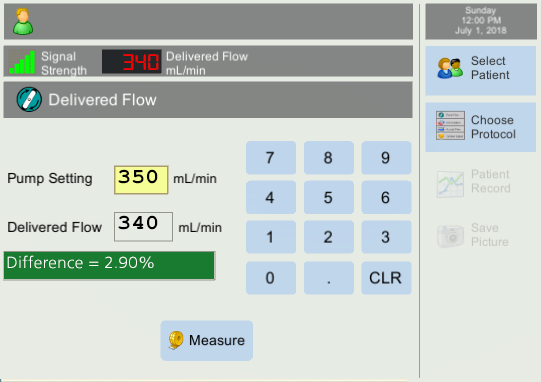 Sunday
12:00 PM
July 1, 2018
Signal
Strength
340
Delivered Flow
mL/min
Select
Patient
Delivered Flow
Choose
Protocol
Pump Setting 350 mL/min
Delivered Flow 340 mL/min
Difference = 2.90%
7 8 9
4 5 6
1 2 3
0 . CLR
Measure
Patient
Record
Save
Picture